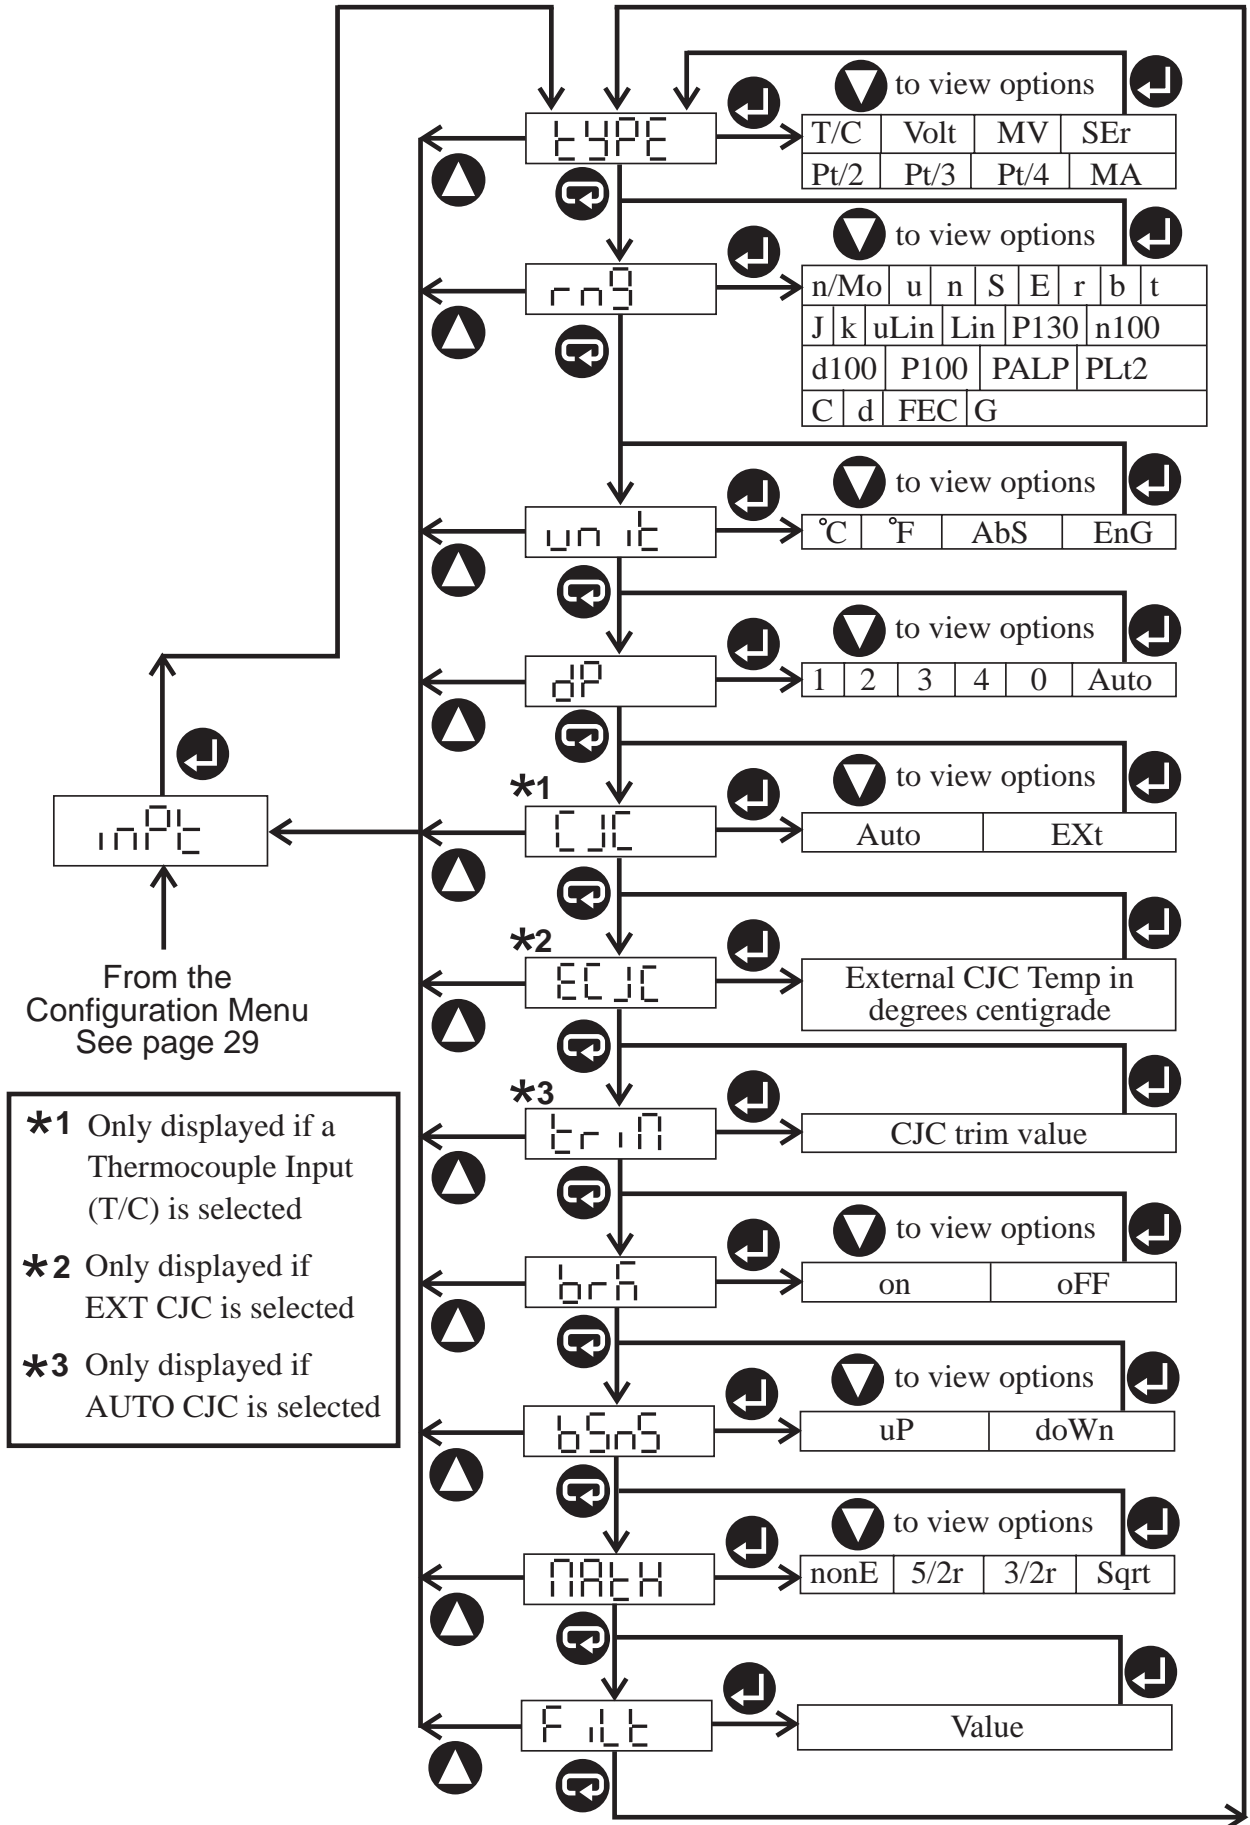 to view options
tYPE
T/C Volt MV SEr
Pt/2 Pt/3 Pt/4 MA
to view options
rng
n/Mo u n S E r b t
J k uLin Lin P130 n100
d100 P100 PALP PLt2
C d FEC G
to view options
unit
°C °F AbS EnG
to view options
dP
1 2 3 4 0 Auto
to view options
*1
CJC
Auto EXt
inPt
From the
Configuration Menu
See page 29
*2
ECJC
External CJC Temp in
degrees centigrade
*3
triM
CJC trim value
to view options
brk
on oFF
to view options
bSnS
uP doWn
to view options
MAtH
nonE 5/2r 3/2r Sqrt
FiLt
Value
*1 Only displayed if a
Thermocouple Input
(T/C) is selected
*2 Only displayed if
EXT CJC is selected
*3 Only displayed if
AUTO CJC is selected